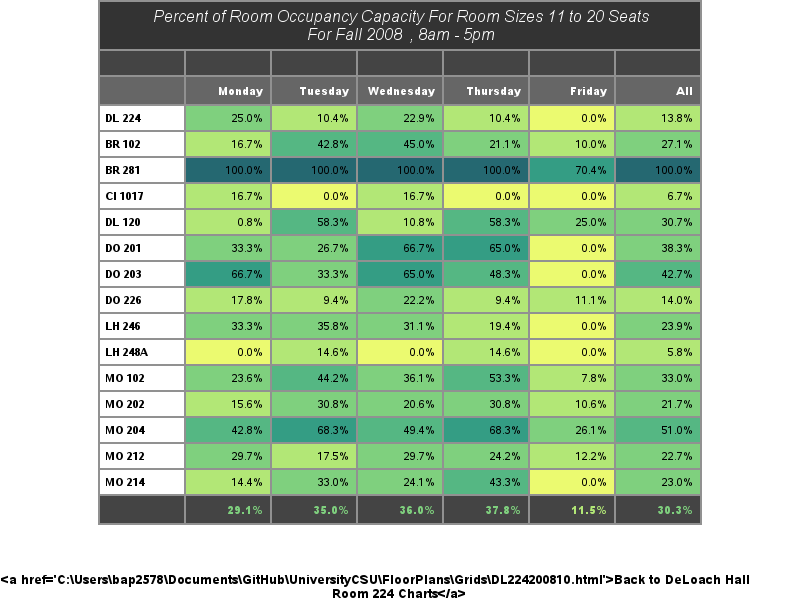 Percent of Room Occupancy Capacity For Room Sizes 11 to 20 Seats
For Fall 2008 , 8am - 5pm
Monday Tuesday Wednesday Thursday Friday All
DL 224 25.0% 10.4% 22.9% 10.4% 0.0% 13.8%
BR 102 16.7% 42.8% 45.0% 21.1% 10.0% 27.1%
BR 281 100.0% 100.0% 100.0% 100.0% 70.4% 100.0%
CI 1017 16.7% 0.0% 16.7% 0.0% 0.0% 6.7%
DL 120 0.8% 58.3% 10.8% 58.3% 25.0% 30.7%
DO 201 33.3% 26.7% 66.7% 65.0% 0.0% 38.3%
DO 203 66.7% 33.3% 65.0% 48.3% 0.0% 42.7%
DO 226 17.8% 9.4% 22.2% 9.4% 11.1% 14.0%
LH 246 33.3% 35.8% 31.1% 19.4% 0.0% 23.9%
LH 248A 0.0% 14.6% 0.0% 14.6% 0.0% 5.8%
MO 102 23.6% 44.2% 36.1% 53.3% 7.8% 33.0%
MO 202 15.6% 30.8% 20.6% 30.8% 10.6% 21.7%
MO 204 42.8% 68.3% 49.4% 68.3% 26.1% 51.0%
MO 212 29.7% 17.5% 29.7% 24.2% 12.2% 22.7%
MO 214 14.4% 33.0% 24.1% 43.3% 0.0% 23.0%
29.1% 35.0% 36.0% 37.8% 11.5% 30.3%
<a href='C:\Users\bap2578\Documents\GitHub\UniversityCSU\FloorPlans\Grids\DL224200810.html'>Back to DeLoach Hall
Room 224 Charts</a>